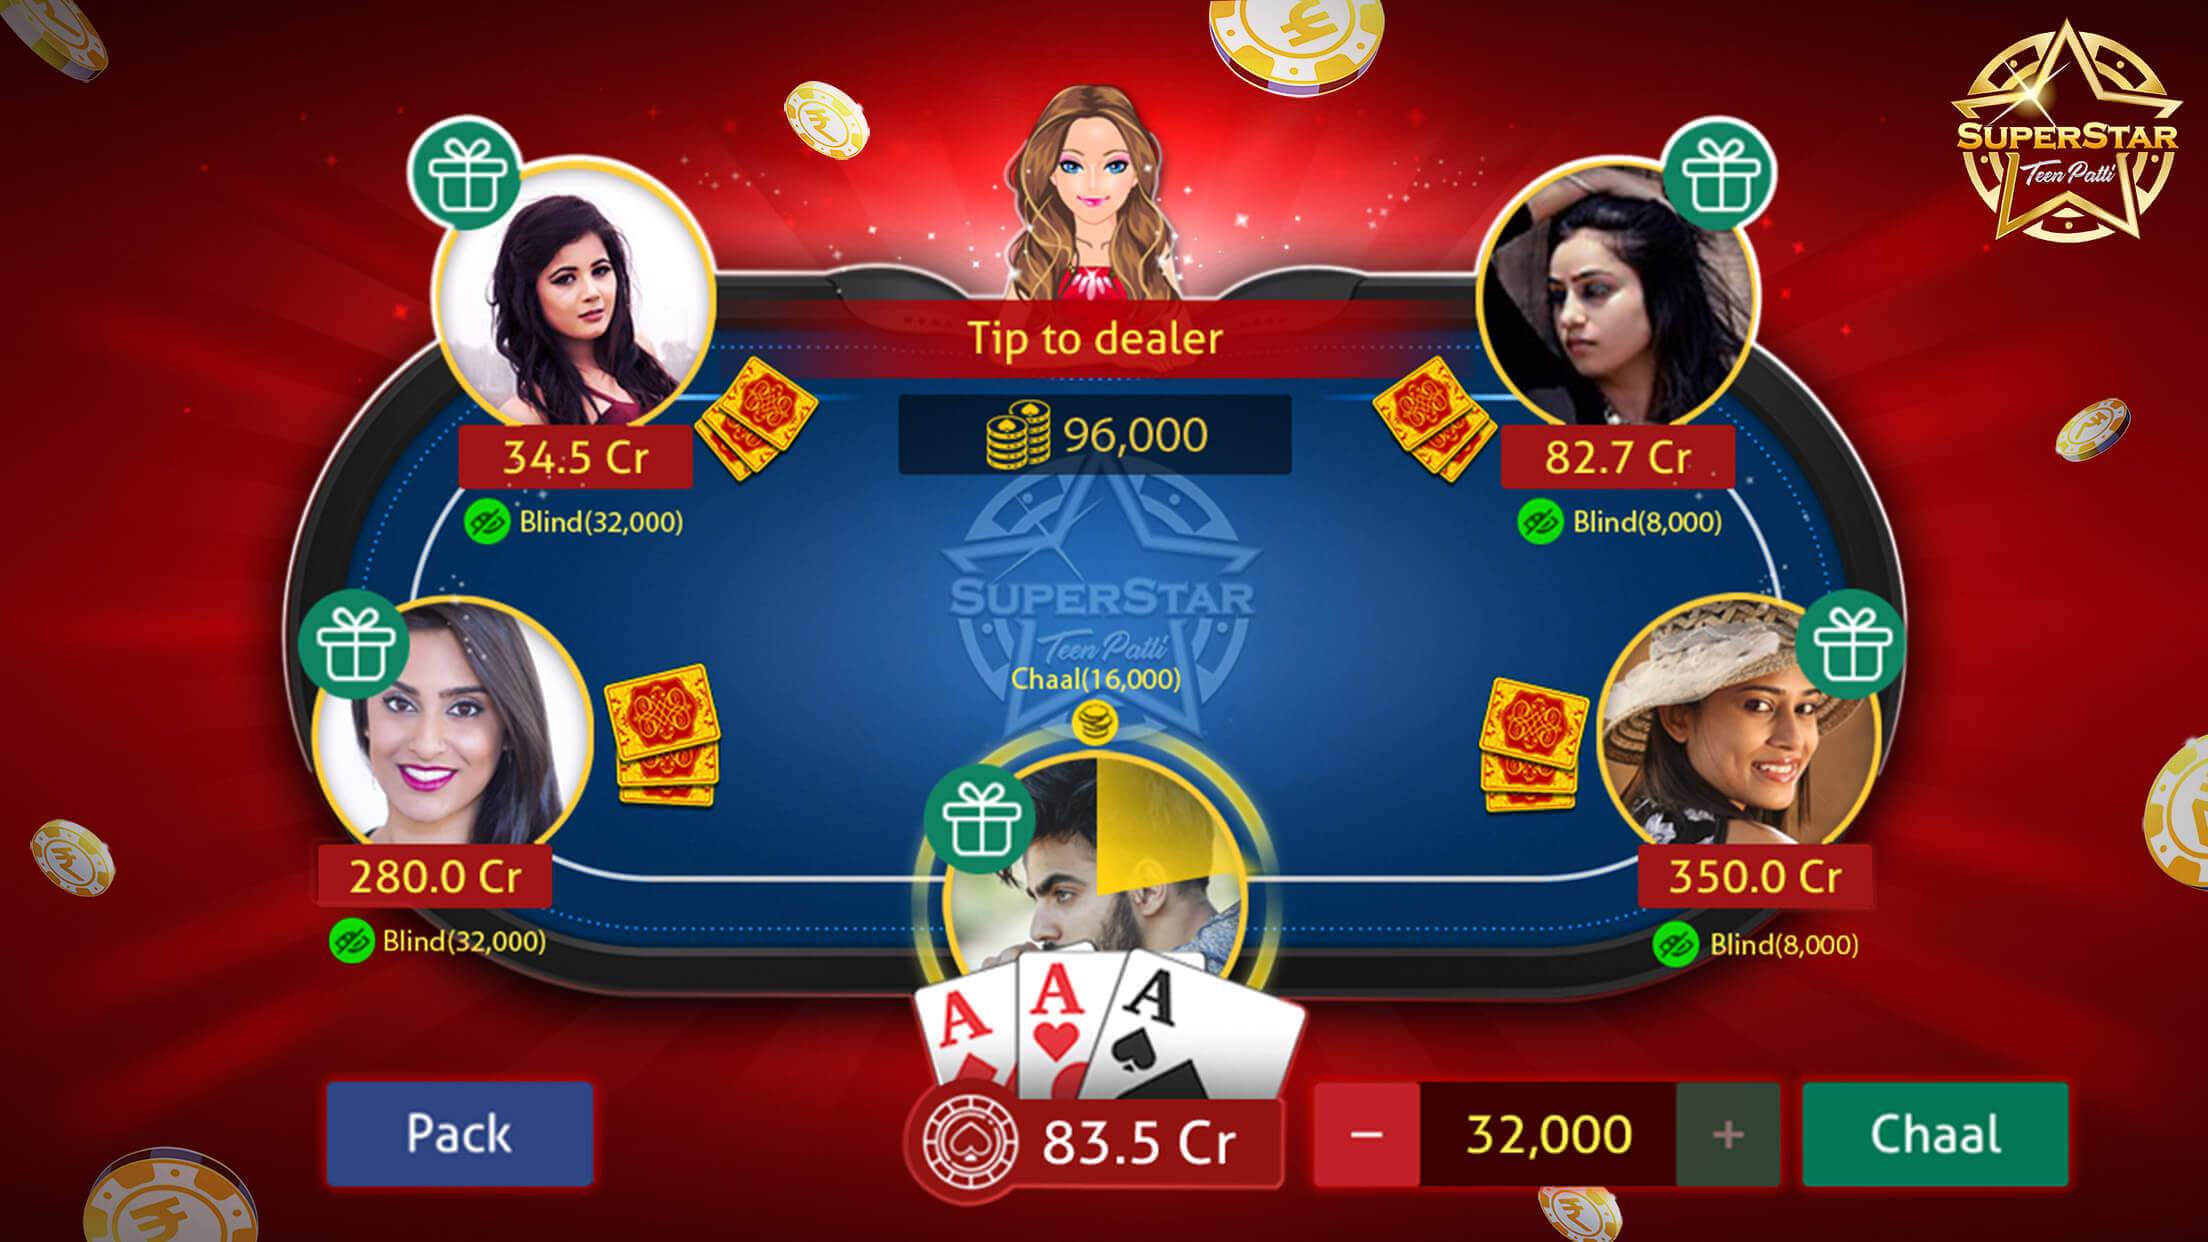 SUPERSTAR
Teen Patti
Tip to dealer
96,000
34.5 Cr
82.7 Cr
Blind(32,000)
Blind(8,000)
SUPERSTAR
Teen Patti
Chaal(16,000)
280.0 Cr
350.0 Cr
Blind(32,000)
Blind(8,000)
A
A
A
Pack
83.5 Cr
−
32,000
+
Chaal